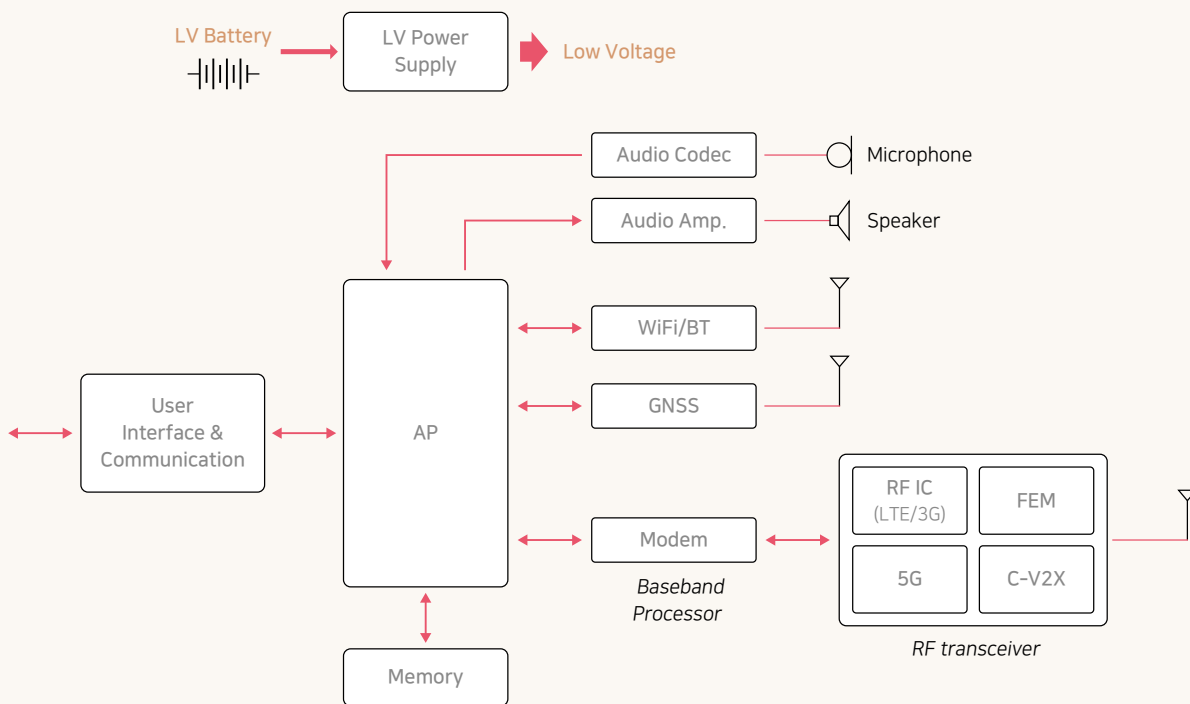 LV Battery
LV Power
Supply
Low Voltage
Audio Codec
Microphone
Audio Amp.
Speaker
WiFi/BT
GNSS
User
Interface &
Communication
AP
RF IC
(LTE/3G)
FEM
Modem
5G
C-V2X
Baseband
Processor
RF transceiver
Memory